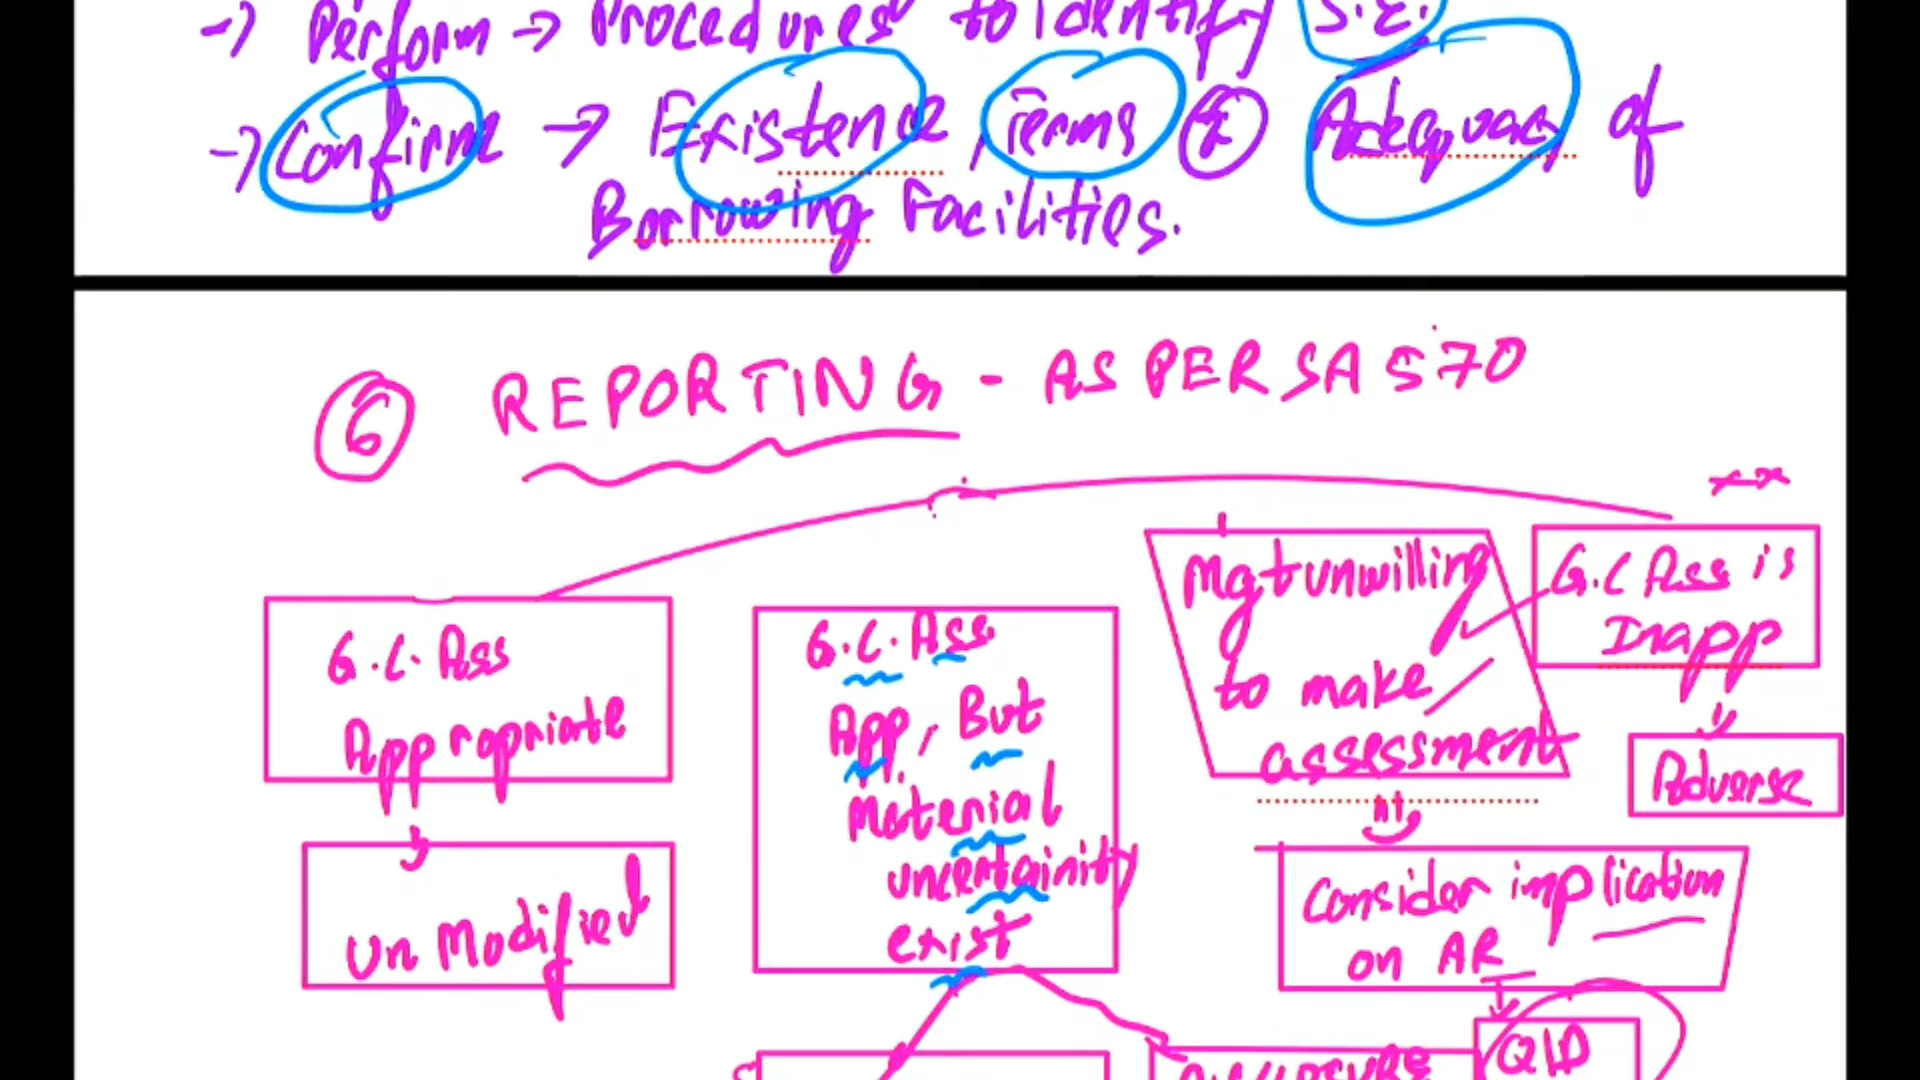 -> Perform -> Procedures to identify S.E.
-> Confirm -> Existence, Terms & Adequacy of
Borrowing Facilities.
6 REPORTING - AS PER SA 570
G.C. Ass
Appropriate
Un Modified
G.C. Ass
App, But
Material
uncertainity
exist
Mgt unwilling
to make
assessment
Consider implication
on AR
Q/D
G.C Ass is
Inapp
Adverse